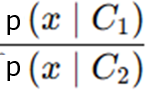 p (x | C₁)
p (x | C₂)